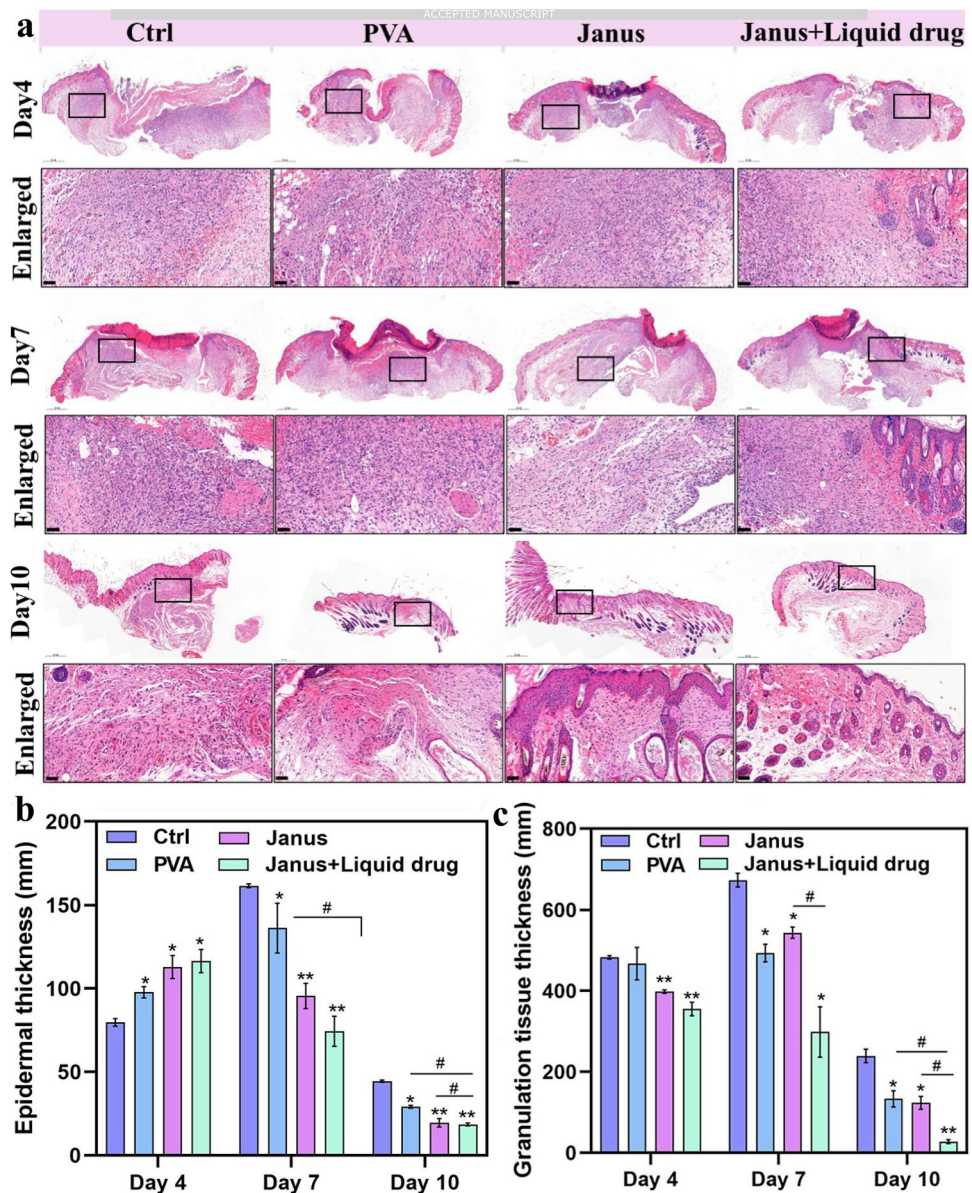 ACCEPTED MANUSCRIPT
a
Ctrl PVA Janus Janus+Liquid drug
Day4
Enlarged
Day7
Enlarged
Day10
Enlarged
b
Epidermal thickness (mm)
200
150
100
50
0
Ctrl Janus
PVA Janus+Liquid drug
* * *
* # ** **
* ** ** # #
Day 4 Day 7 Day 10
c
Granulation tissue thickness (mm)
800
600
400
200
0
Ctrl Janus
PVA Janus+Liquid drug
** **
* * # *
* * ** # #
Day 4 Day 7 Day 10